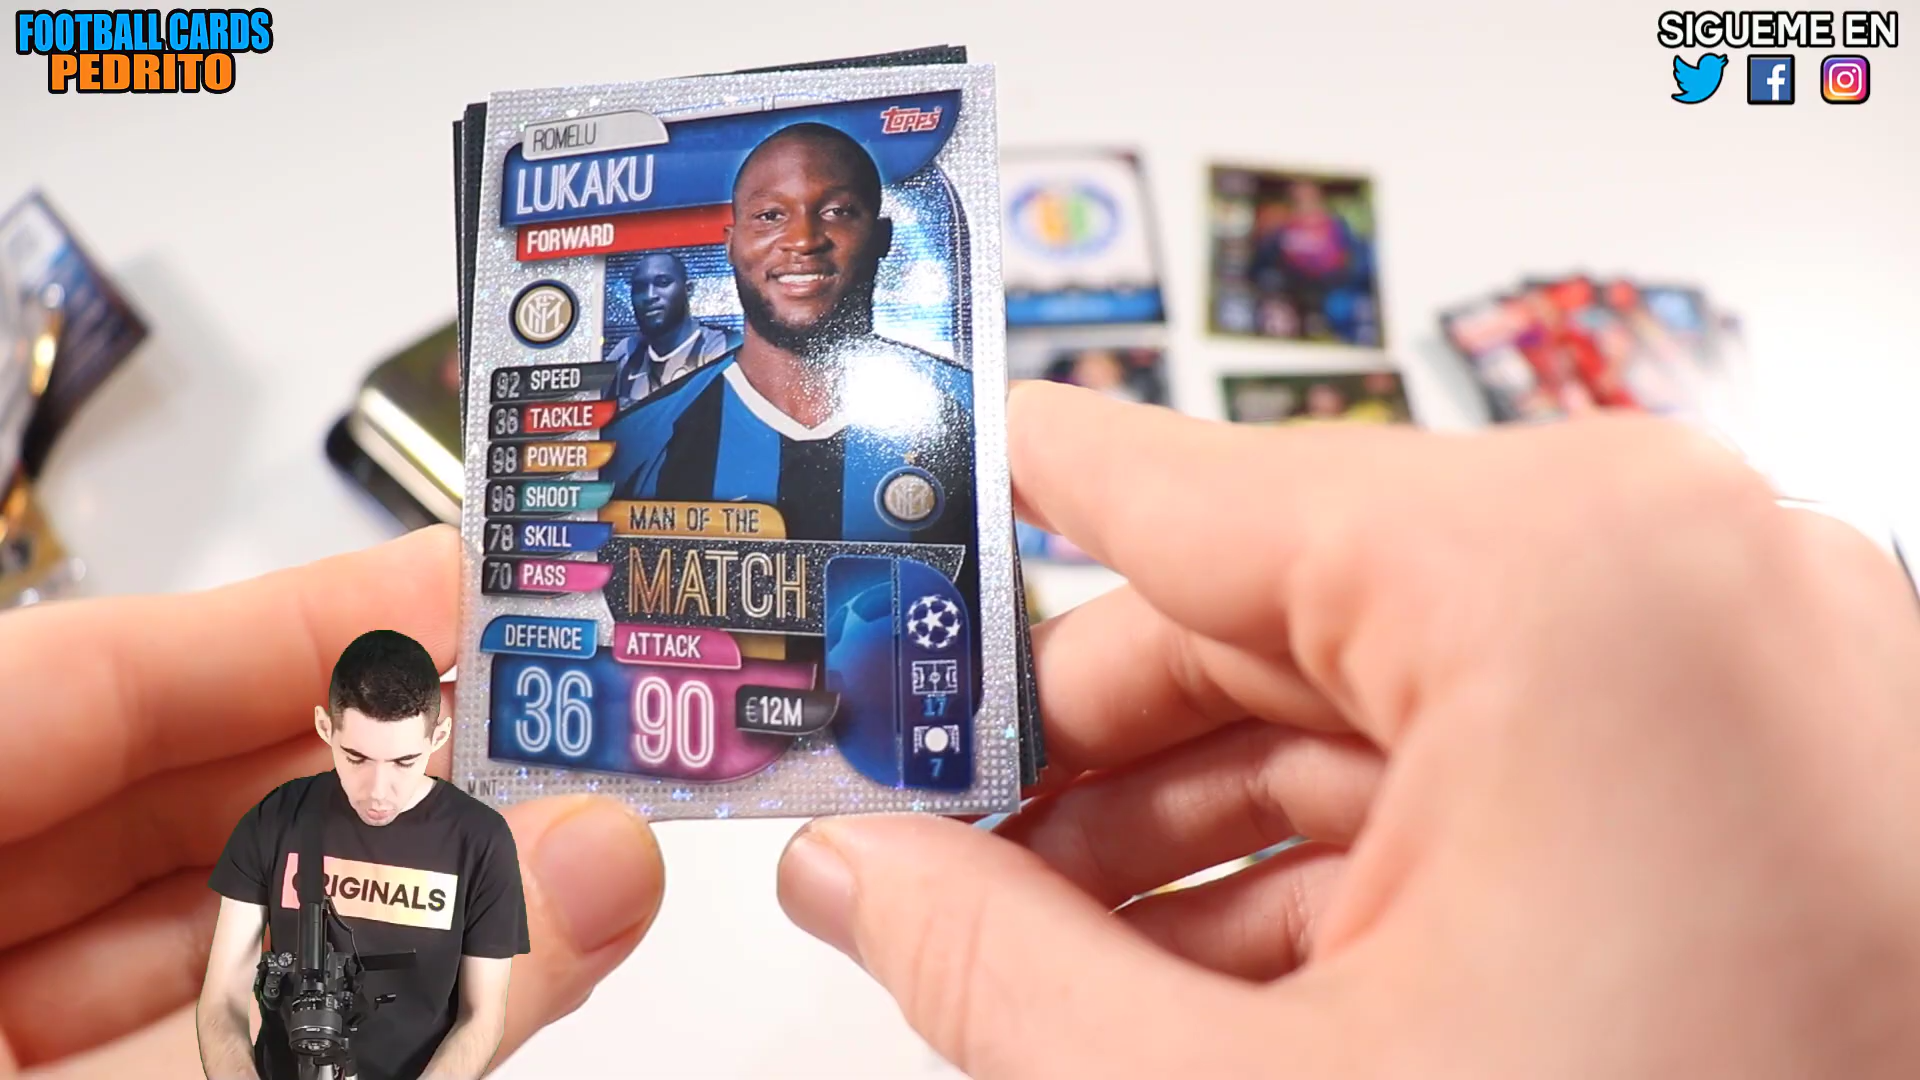 FOOTBALL CARDS
PEDRITO
SIGUEME EN
topps
ROMELU
LUKAKU
FORWARD
92 SPEED
36 TACKLE
98 POWER
96 SHOOT
78 SKILL
70 PASS
MAN OF THE
MATCH
DEFENCE
ATTACK
36
90
€12M
17
7
M INT
ORIGINALS